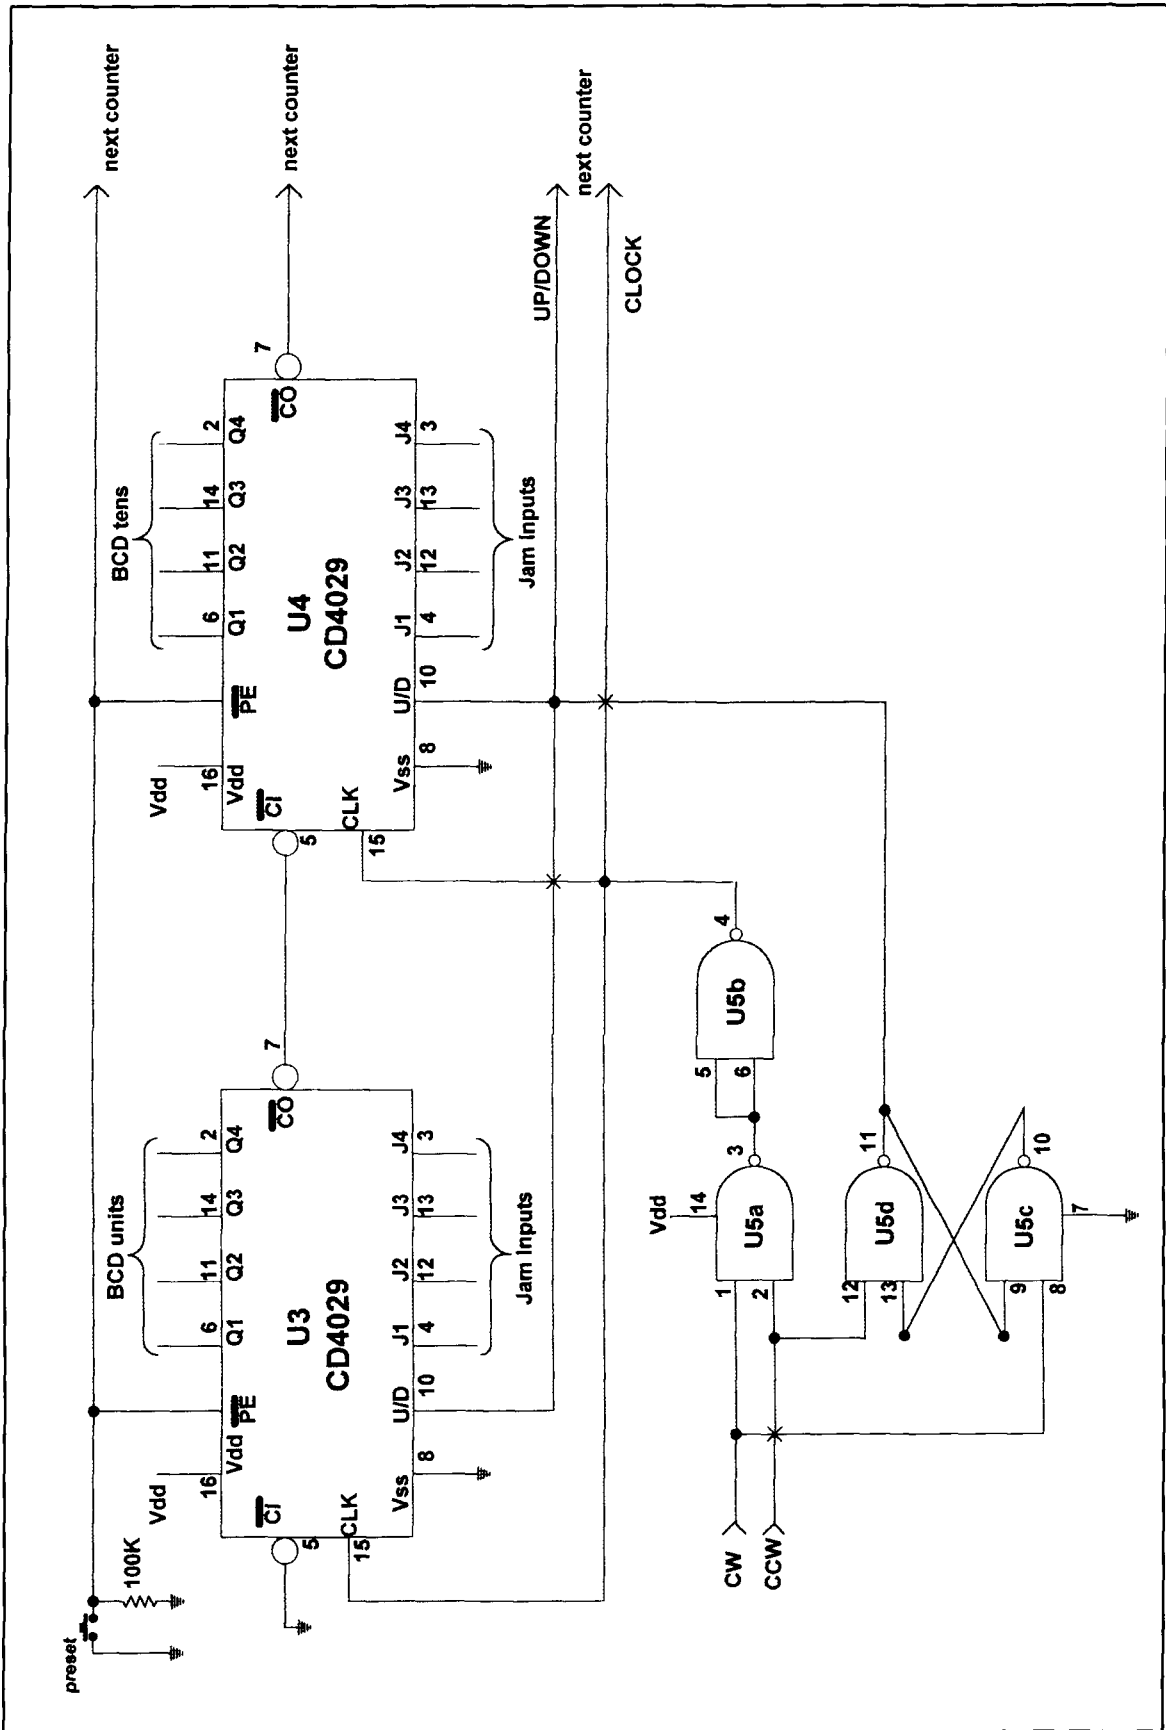 next counter
next counter
next counter
UP/DOWN
CLOCK
preset
100K
BCD units
6 11 14 2
Q1 Q2 Q3 Q4
Vdd
16
Vdd
PE
CI
5
CLK
15
U3
CD4029
CO
7
Vss
8
U/D
10
J1 J2 J3 J4
4 12 13 3
Jam Inputs
BCD tens
6 11 14 2
Q1 Q2 Q3 Q4
Vdd
16
Vdd
PE
CI
5
CLK
15
U4
CD4029
CO
7
Vss
8
U/D
10
J1 J2 J3 J4
4 12 13 3
Jam Inputs
CW
CCW
Vdd
14
1
2
U5a
3
5
6
U5b
4
12
13
U5d
11
9
8
U5c
10
7